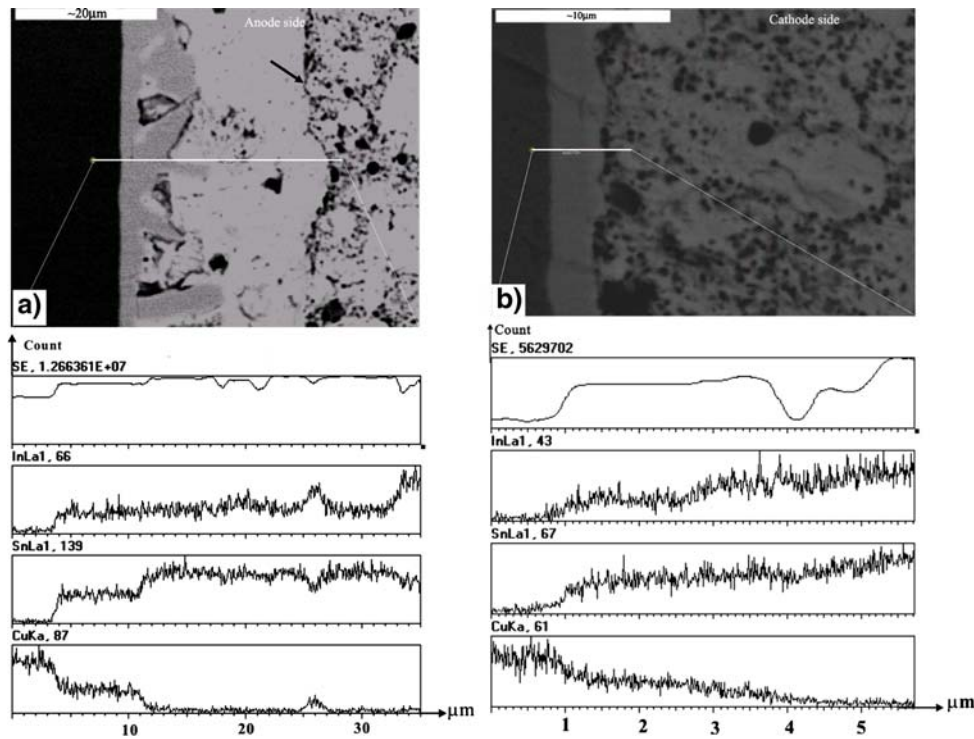 ~20µm
Anode side
a)
Count
SE, 1.266361E+07
InLa1, 66
SnLa1, 139
CuKa, 87
10
20
30
µm
~10µm
Cathode side
b)
Count
SE, 5629702
InLa1, 43
SnLa1, 67
CuKa, 61
1
2
3
4
5
µm